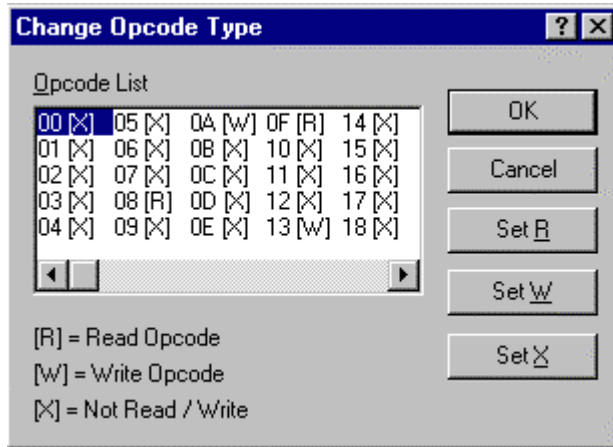 Change Opcode Type
Opcode List
00 [X] 05 [X] 0A [W] 0F [R] 14 [X]
01 [X] 06 [X] 0B [X] 10 [X] 15 [X]
02 [X] 07 [X] 0C [X] 11 [X] 16 [X]
03 [X] 08 [R] 0D [X] 12 [X] 17 [X]
04 [X] 09 [X] 0E [X] 13 [W] 18 [X]
OK
Cancel
Set R
Set W
Set X
[R] = Read Opcode
[W] = Write Opcode
[X] = Not Read / Write